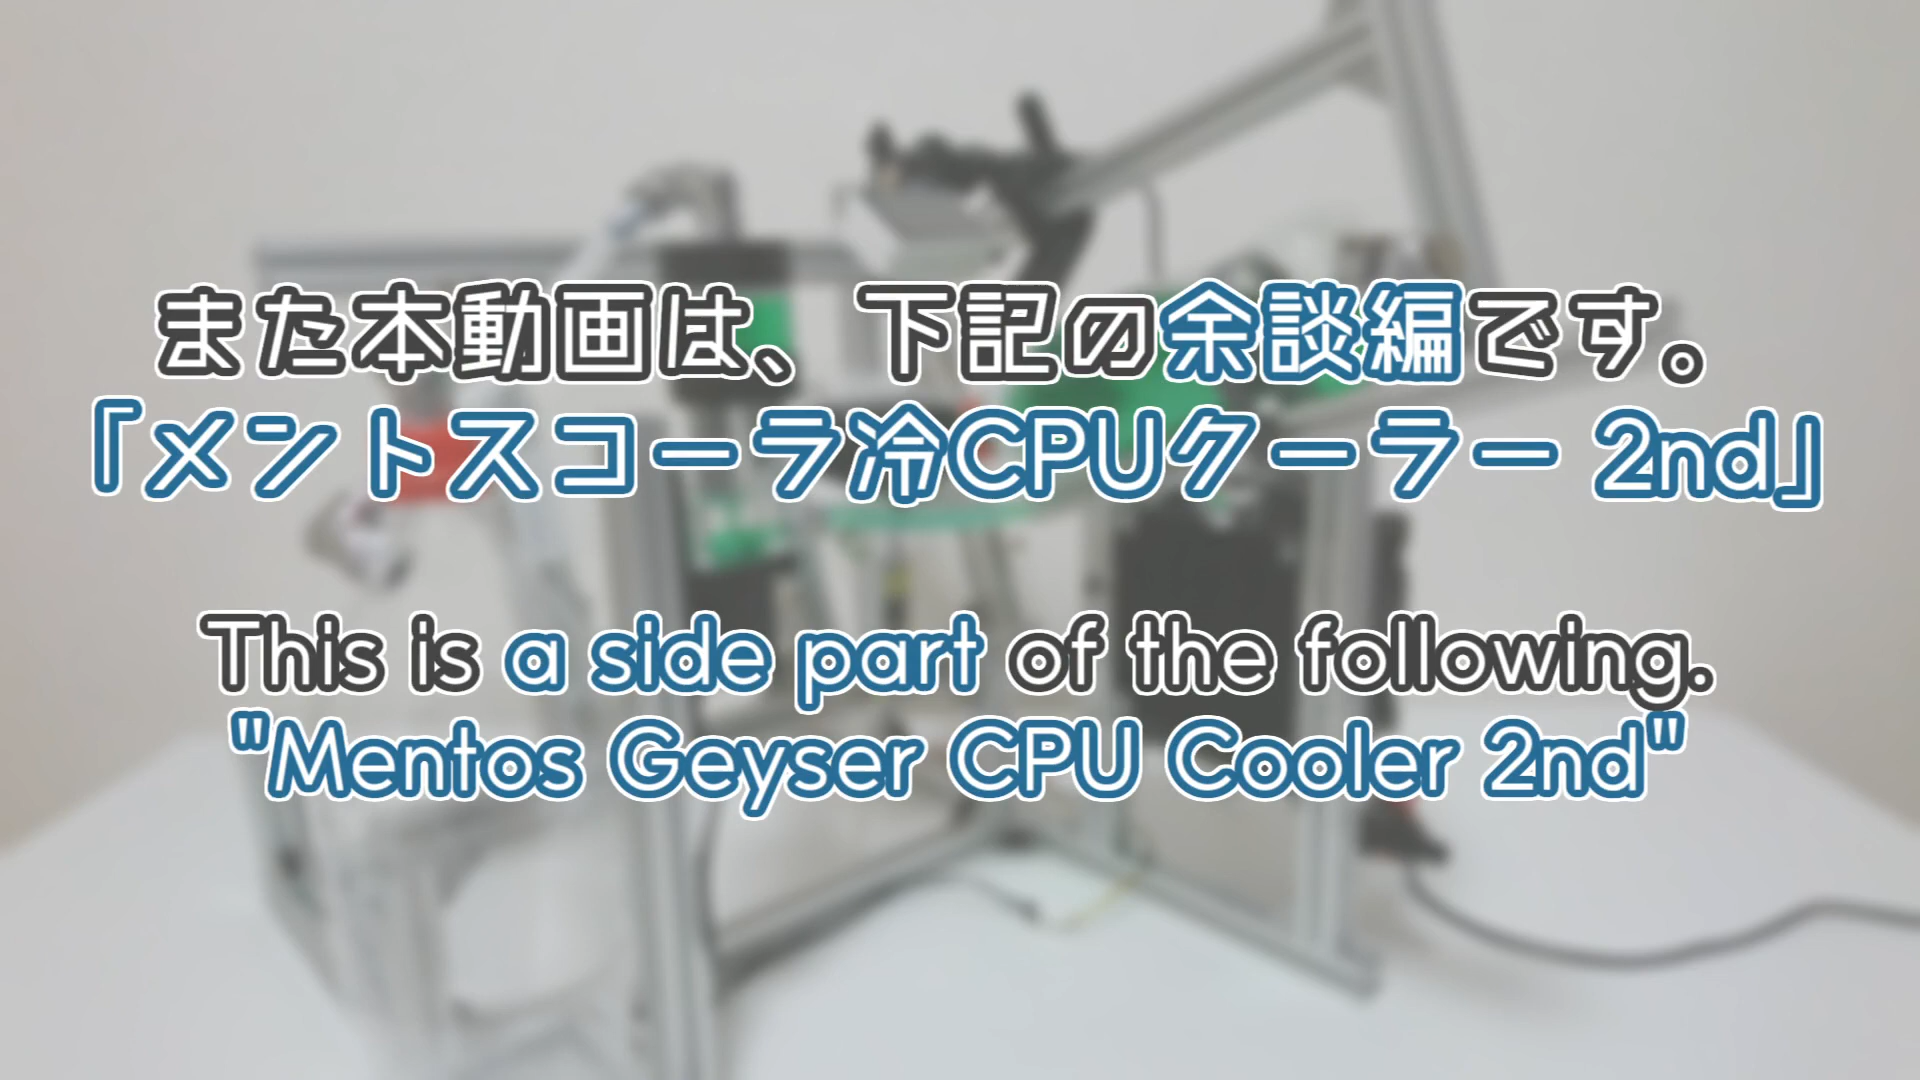 また本動画は、下記の余談編です。
「メントスコーラ冷CPUクーラー 2nd」
This is a side part of the following.
"Mentos Geyser CPU Cooler 2nd"